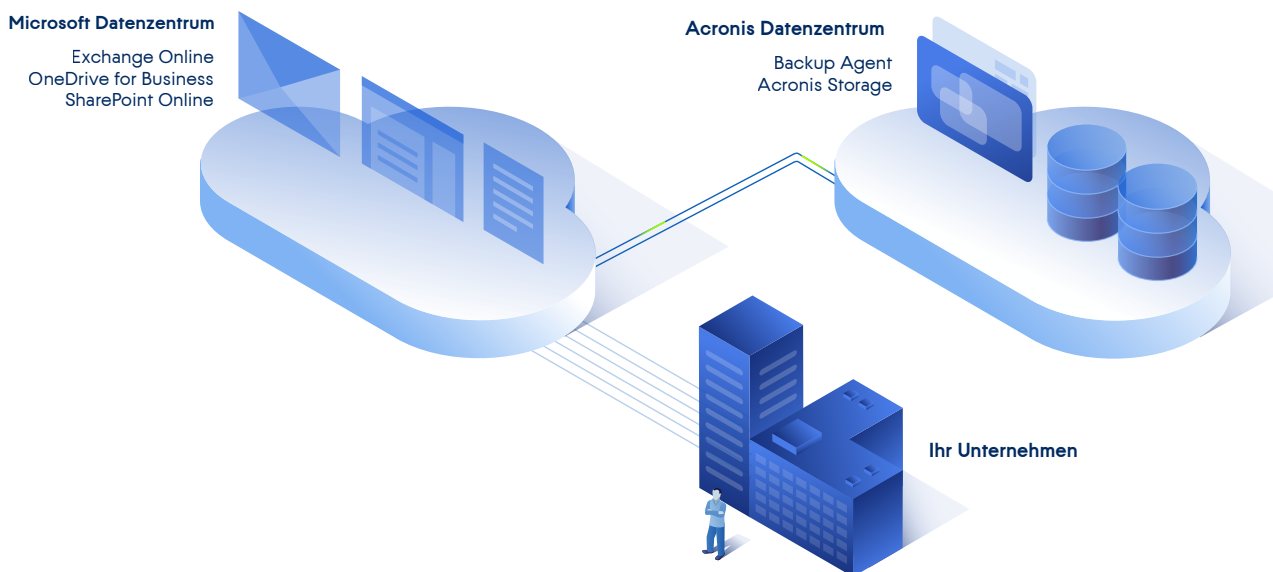 Microsoft Datenzentrum
Exchange Online
OneDrive for Business
SharePoint Online
Acronis Datenzentrum
Backup Agent
Acronis Storage
Ihr Unternehmen